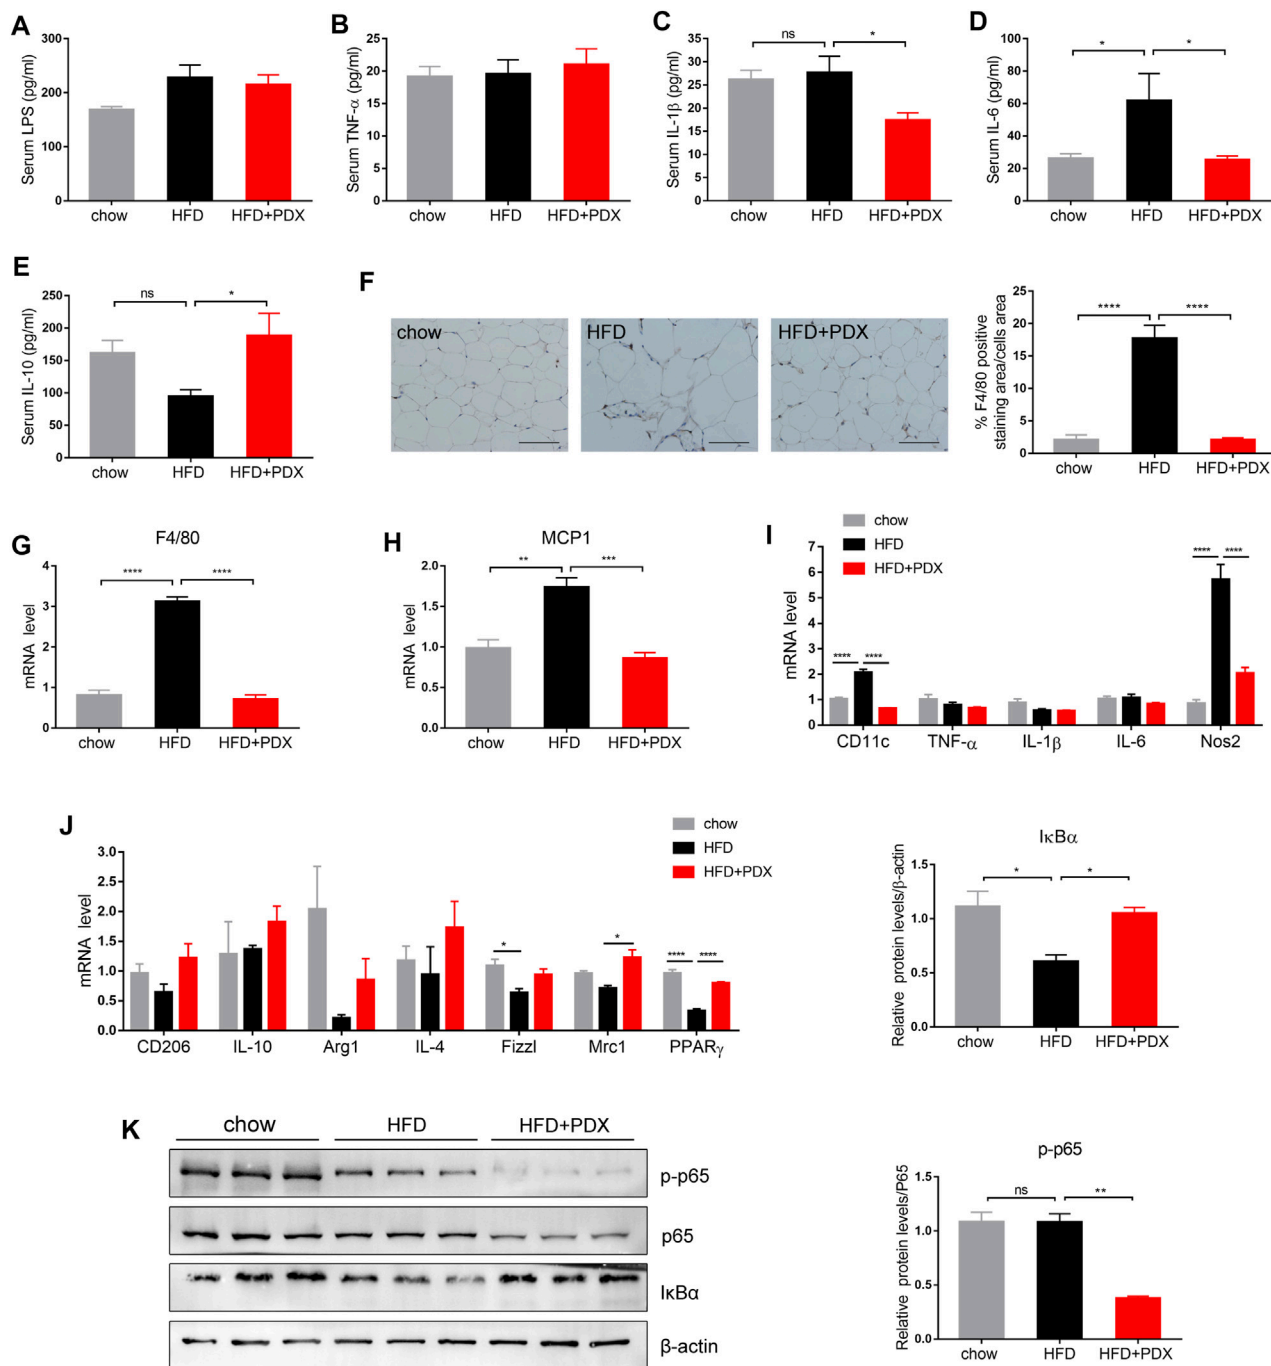 A
Serum LPS (pg/ml)
300
200
100
0
chow HFD HFD+PDX
B
Serum TNF-α (pg/ml)
25
20
15
10
5
0
chow HFD HFD+PDX
C
Serum IL-1β (pg/ml)
35
30
25
20
15
10
5
0
ns *
chow HFD HFD+PDX
D
Serum IL-6 (pg/ml)
100
80
60
40
20
0
* *
chow HFD HFD+PDX
E
Serum IL-10 (pg/ml)
250
200
150
100
50
0
ns *
chow HFD HFD+PDX
F
chow HFD HFD+PDX
% F4/80 positive
staining area/cells area
25
20
15
10
5
0
**** ****
chow HFD HFD+PDX
G
F4/80
mRNA level
4
3
2
1
0
**** ****
chow HFD HFD+PDX
H
MCP1
mRNA level
2.0
1.5
1.0
0.5
0.0
** ***
chow HFD HFD+PDX
I
chow
HFD
HFD+PDX
mRNA level
7
6
5
4
3
2
1
0
**** **** **** ****
CD11c TNF-α IL-1β IL-6 Nos2
J
chow
HFD
HFD+PDX
mRNA level
3.0
2.5
2.0
1.5
1.0
0.5
0.0
* * **** ****
CD206 IL-10 Arg1 IL-4 Fizzl Mrc1 PPARγ
IκBα
Relative protein levels/β-actin
1.5
1.0
0.5
0.0
* *
chow HFD HFD+PDX
K
chow HFD HFD+PDX
p-p65
p65
IκBα
β-actin
p-p65
Relative protein levels/P65
1.5
1.0
0.5
0.0
ns **
chow HFD HFD+PDX